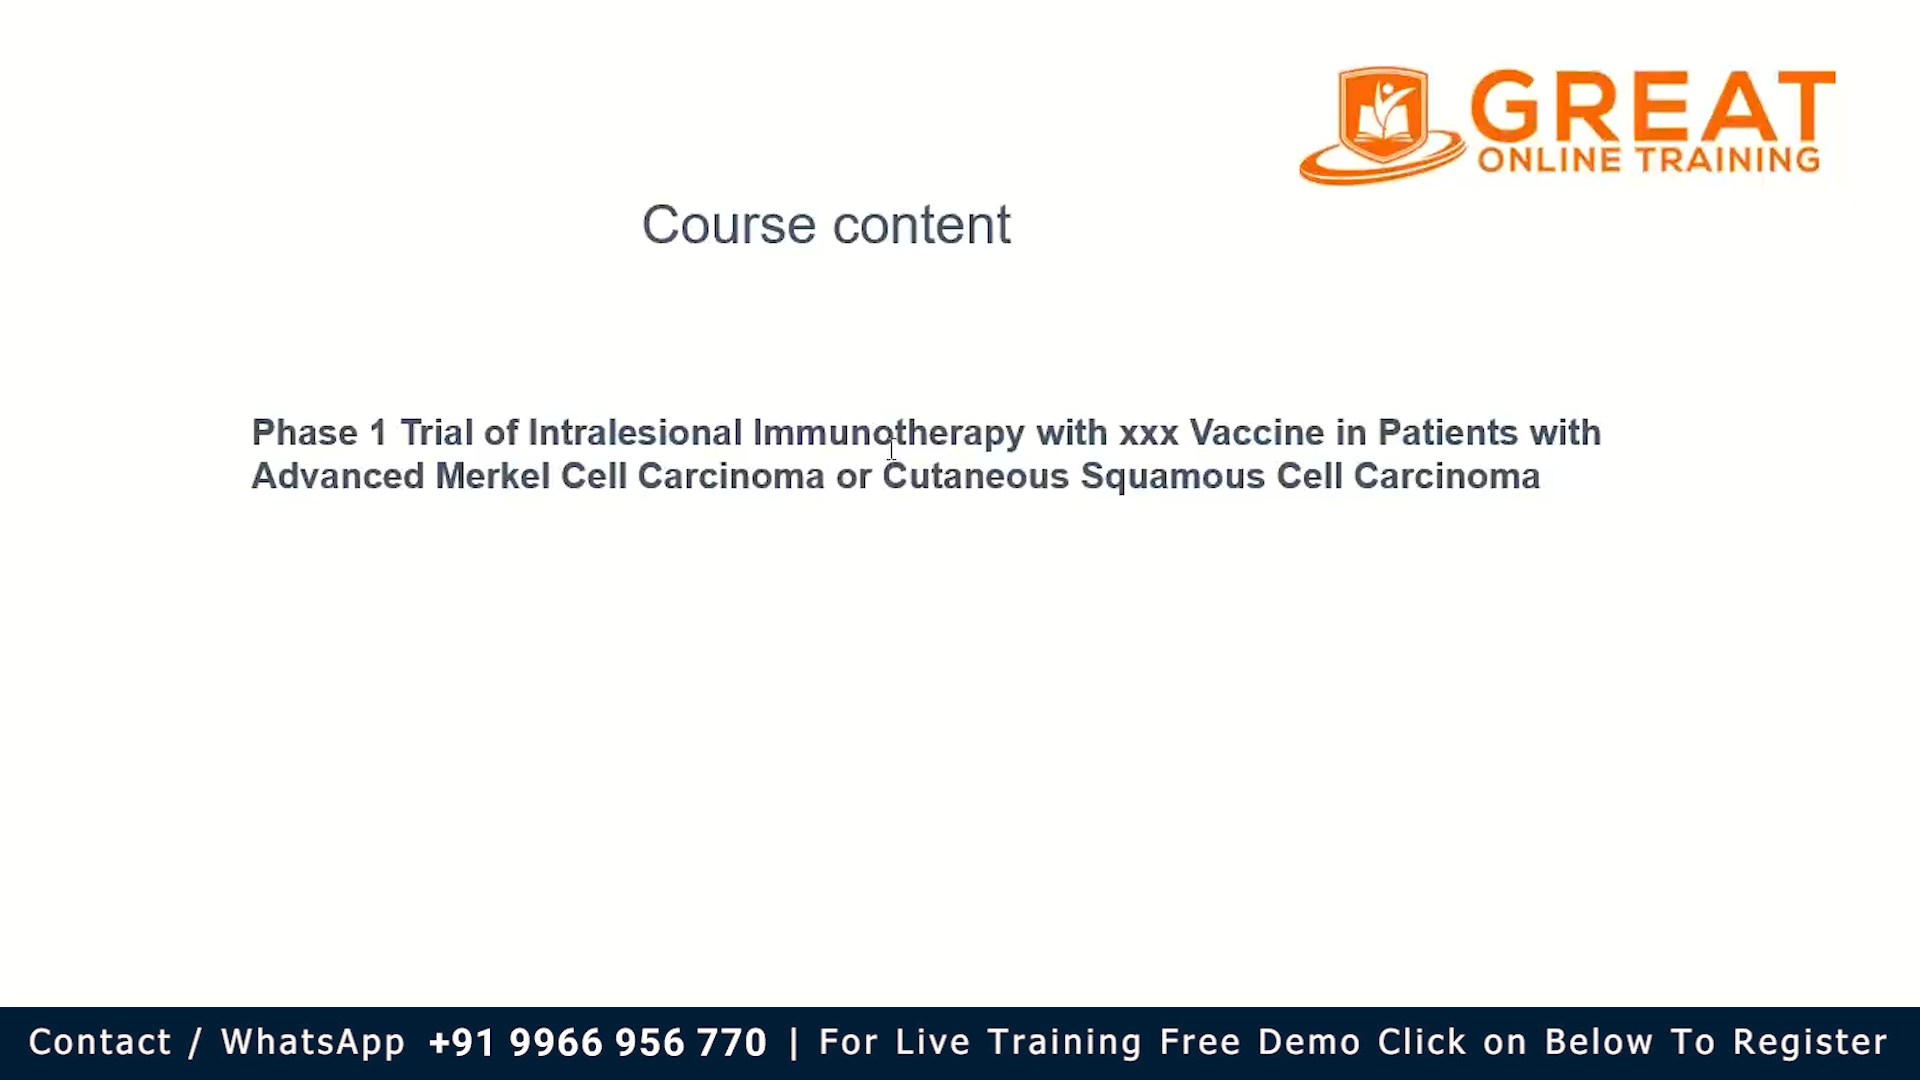 GREAT
ONLINE TRAINING
Course content
Phase 1 Trial of Intralesional Immunotherapy with xxx Vaccine in Patients with
Advanced Merkel Cell Carcinoma or Cutaneous Squamous Cell Carcinoma
Contact / WhatsApp +91 9966 956 770 | For Live Training Free Demo Click on Below To Register